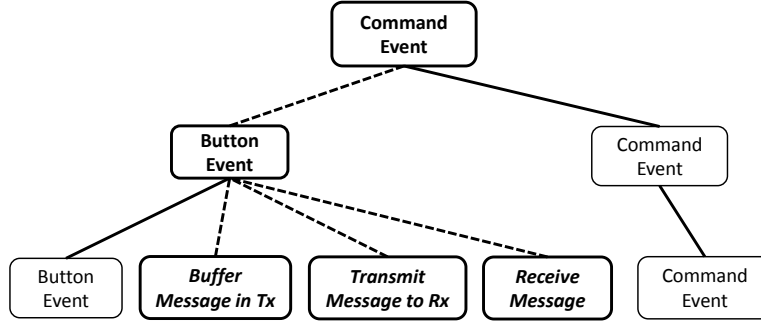 Command
Event
Button
Event
Command
Event
Button
Event
Buffer
Message in Tx
Transmit
Message to Rx
Receive
Message
Command
Event